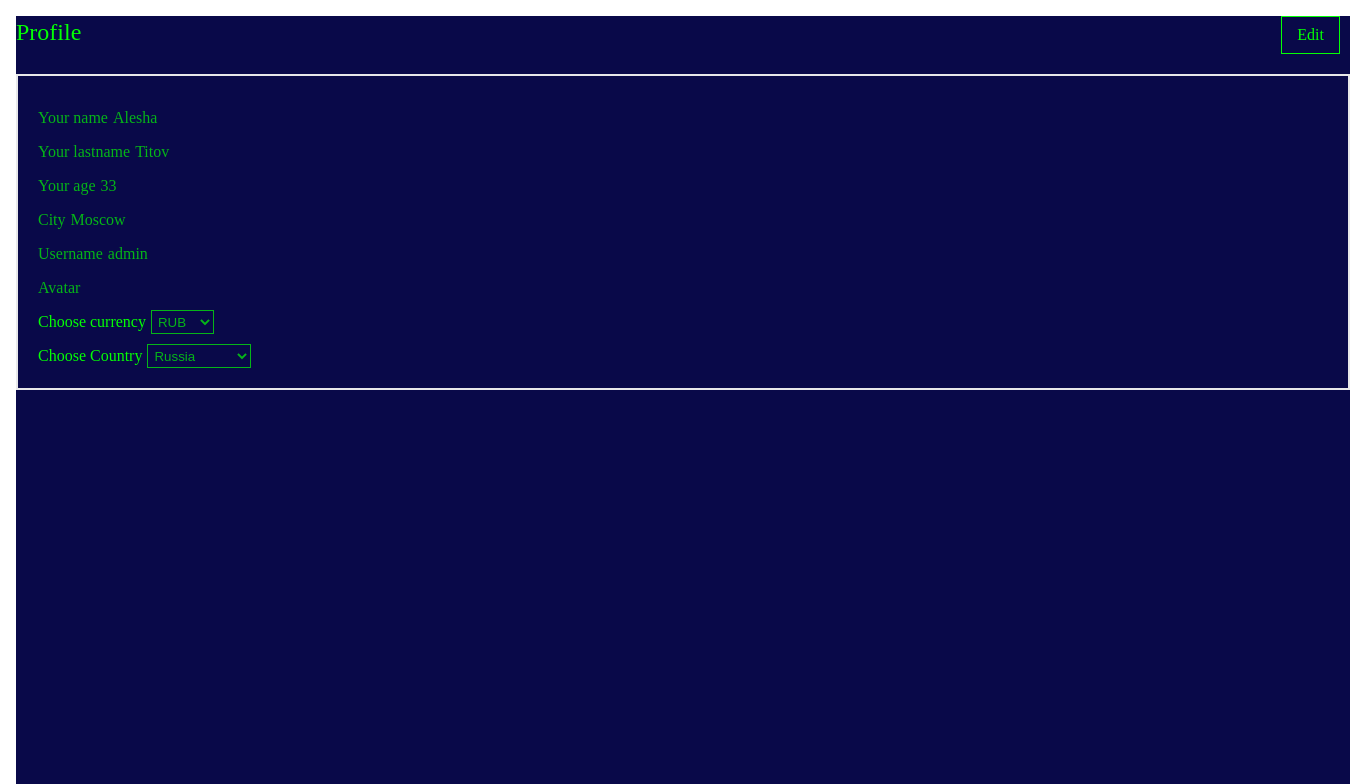 Profile
Edit
Your name Alesha
Your lastname Titov
Your age 33
City Moscow
Username admin
Avatar
Choose currency RUB
Choose Country Russia